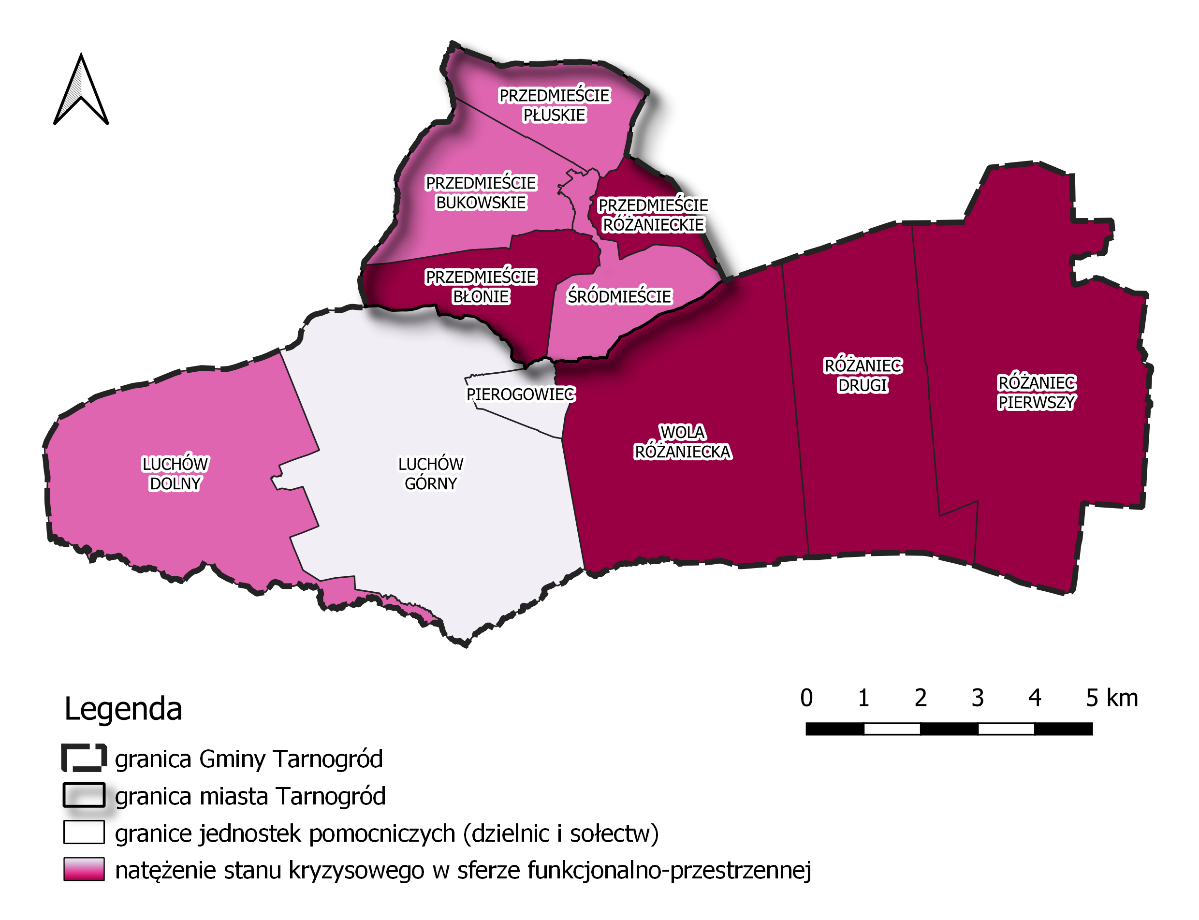 PRZEDMIEŚCIE
PŁUSKIE
PRZEDMIEŚCIE
BUKOWSKIE
PRZEDMIEŚCIE
RÓŻANIECKIE
PRZEDMIEŚCIE
BŁONIE
ŚRÓDMIEŚCIE
PIEROGOWIEC
RÓŻANIEC
DRUGI
RÓŻANIEC
PIERWSZY
WOLA
RÓŻANIECKA
LUCHÓW
DOLNY
LUCHÓW
GÓRNY
0 1 2 3 4 5 km
Legenda
granica Gminy Tarnogród
granica miasta Tarnogród
granice jednostek pomocniczych (dzielnic i sołectw)
natężenie stanu kryzysowego w sferze funkcjonalno-przestrzennej